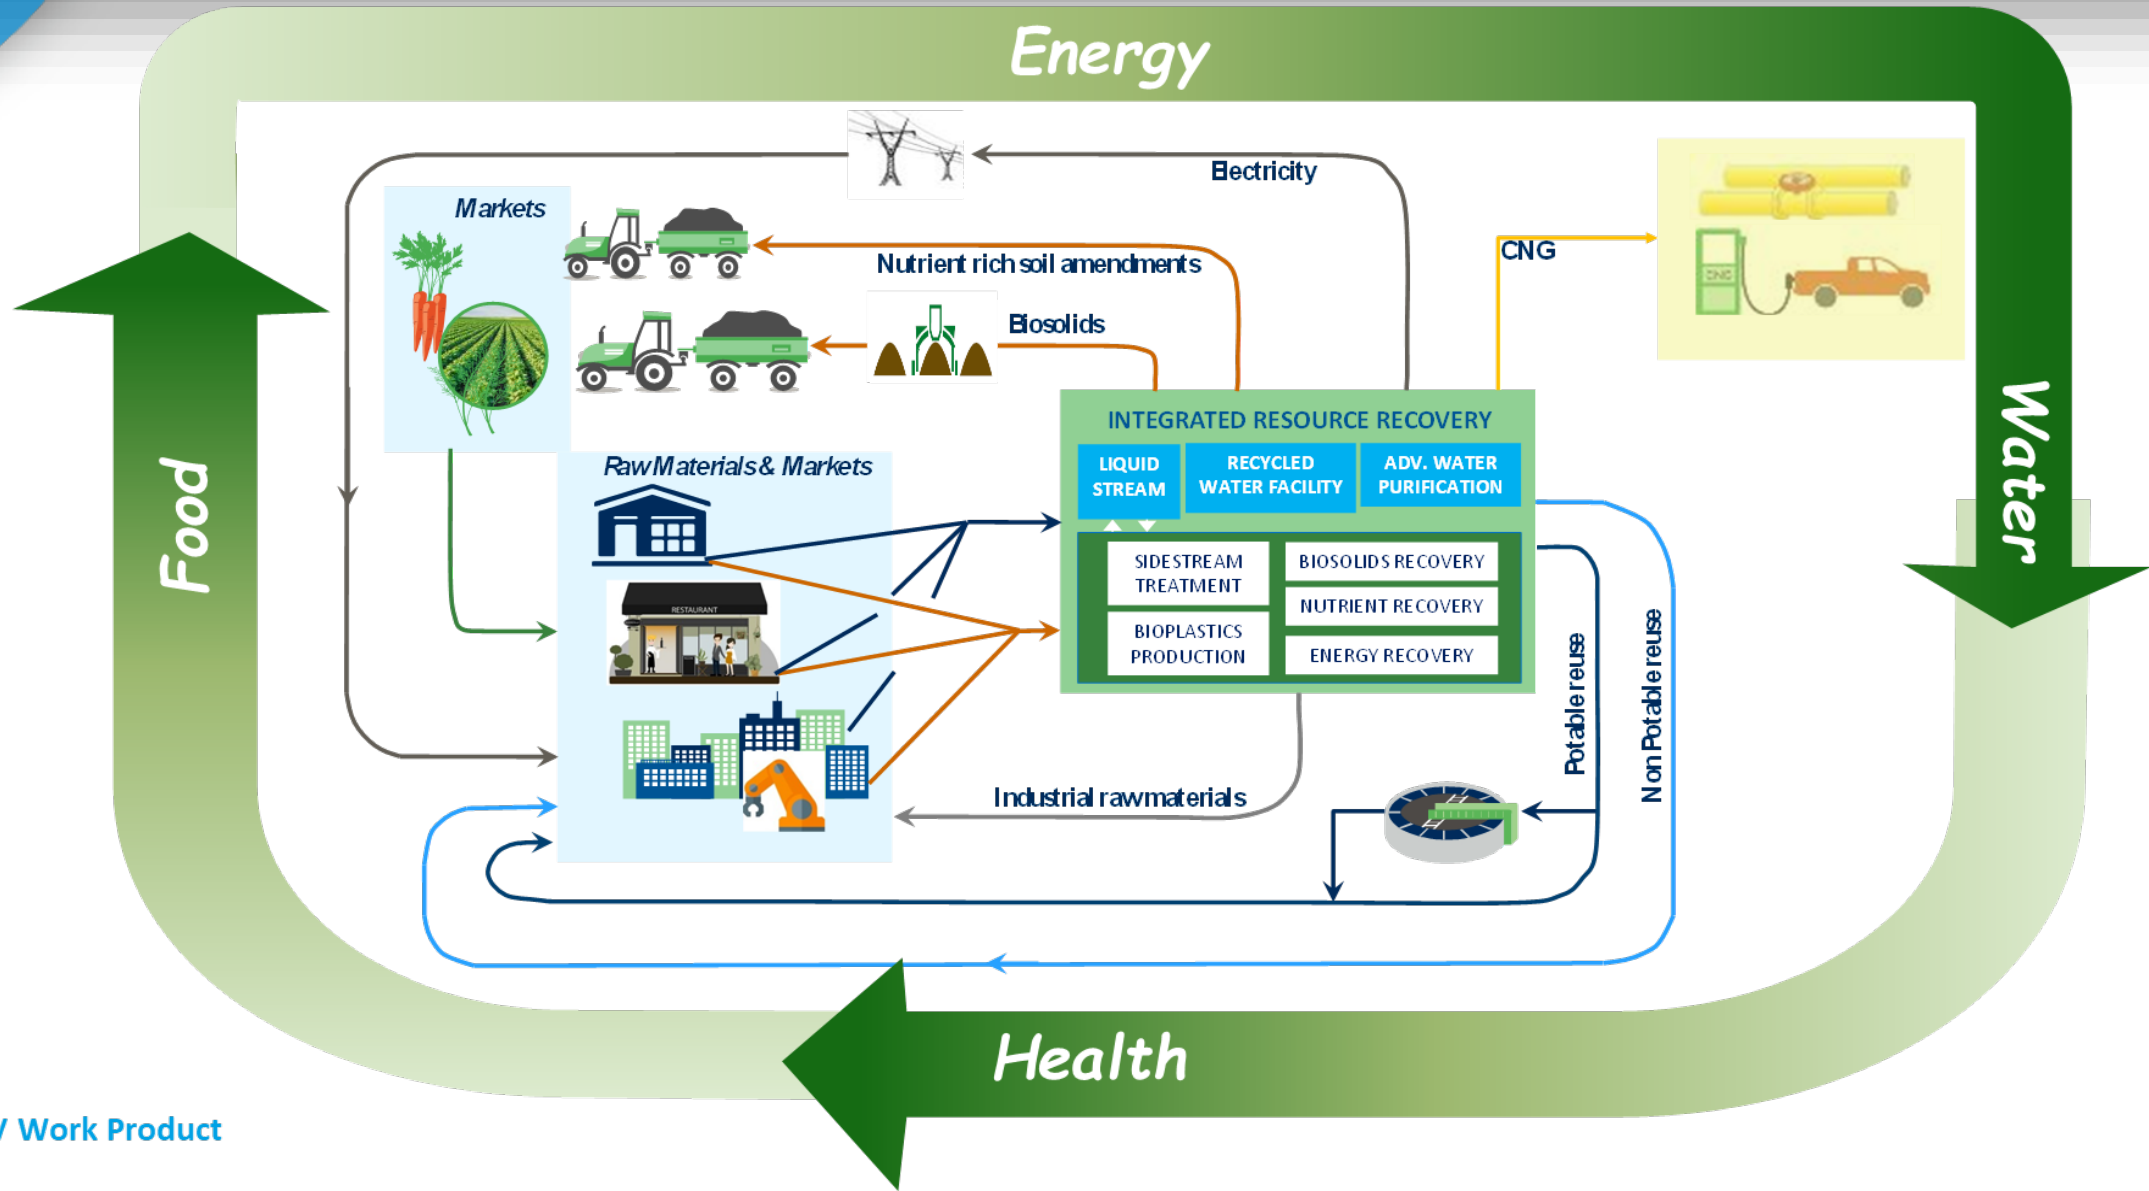 Energy
Electricity
Markets
CNG
Nutrient rich soil amendments
Biosolids
CNG
Water
Food
INTEGRATED RESOURCE RECOVERY
LIQUID
STREAM
RECYCLED
WATER FACILITY
ADV. WATER
PURIFICATION
Raw Materials & Markets
SIDESTREAM
TREATMENT
BIOSOLIDS RECOVERY
NUTRIENT RECOVERY
BIOPLASTICS
PRODUCTION
ENERGY RECOVERY
RESTAURANT
Potable reuse
Non Potable reuse
Industrial raw materials
Health
Work Product